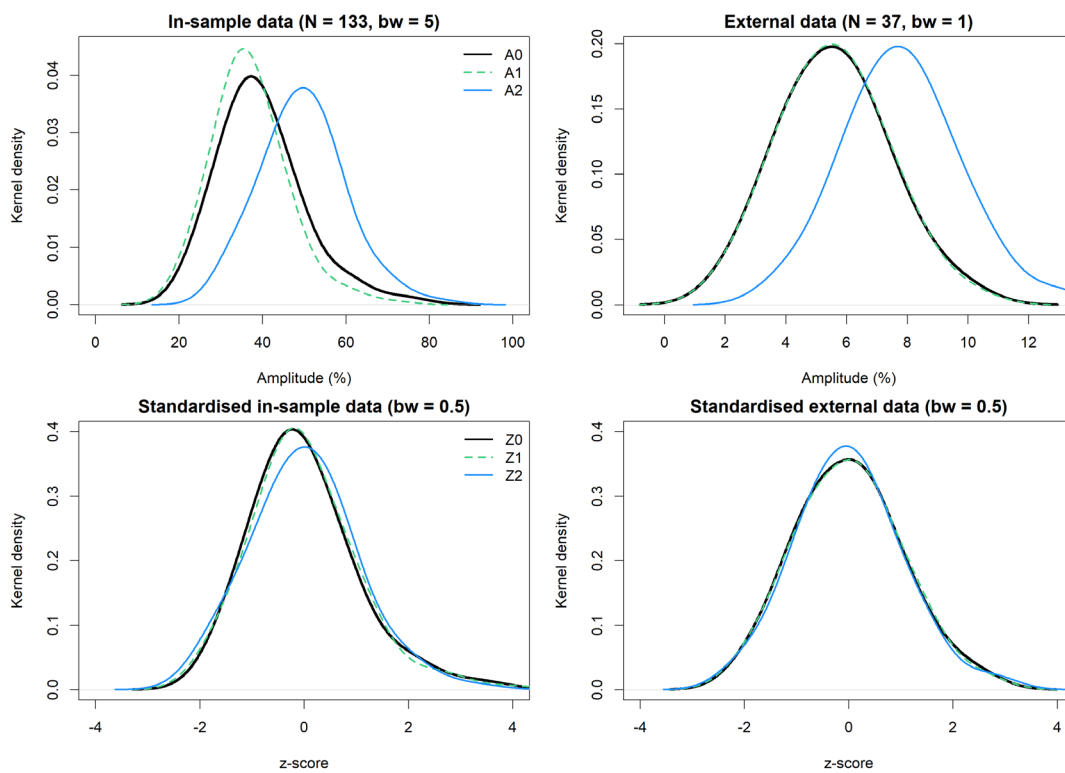 In-sample data (N = 133, bw = 5)
Kernel density
0.00 0.01 0.02 0.03 0.04
A0
A1
A2
0 20 40 60 80 100
Amplitude (%)
External data (N = 37, bw = 1)
Kernel density
0.00 0.05 0.10 0.15 0.20
0 2 4 6 8 10 12
Amplitude (%)
Standardised in-sample data (bw = 0.5)
Kernel density
0.0 0.1 0.2 0.3 0.4
Z0
Z1
Z2
-4 -2 0 2 4
z-score
Standardised external data (bw = 0.5)
Kernel density
0.0 0.1 0.2 0.3 0.4
-4 -2 0 2 4
z-score